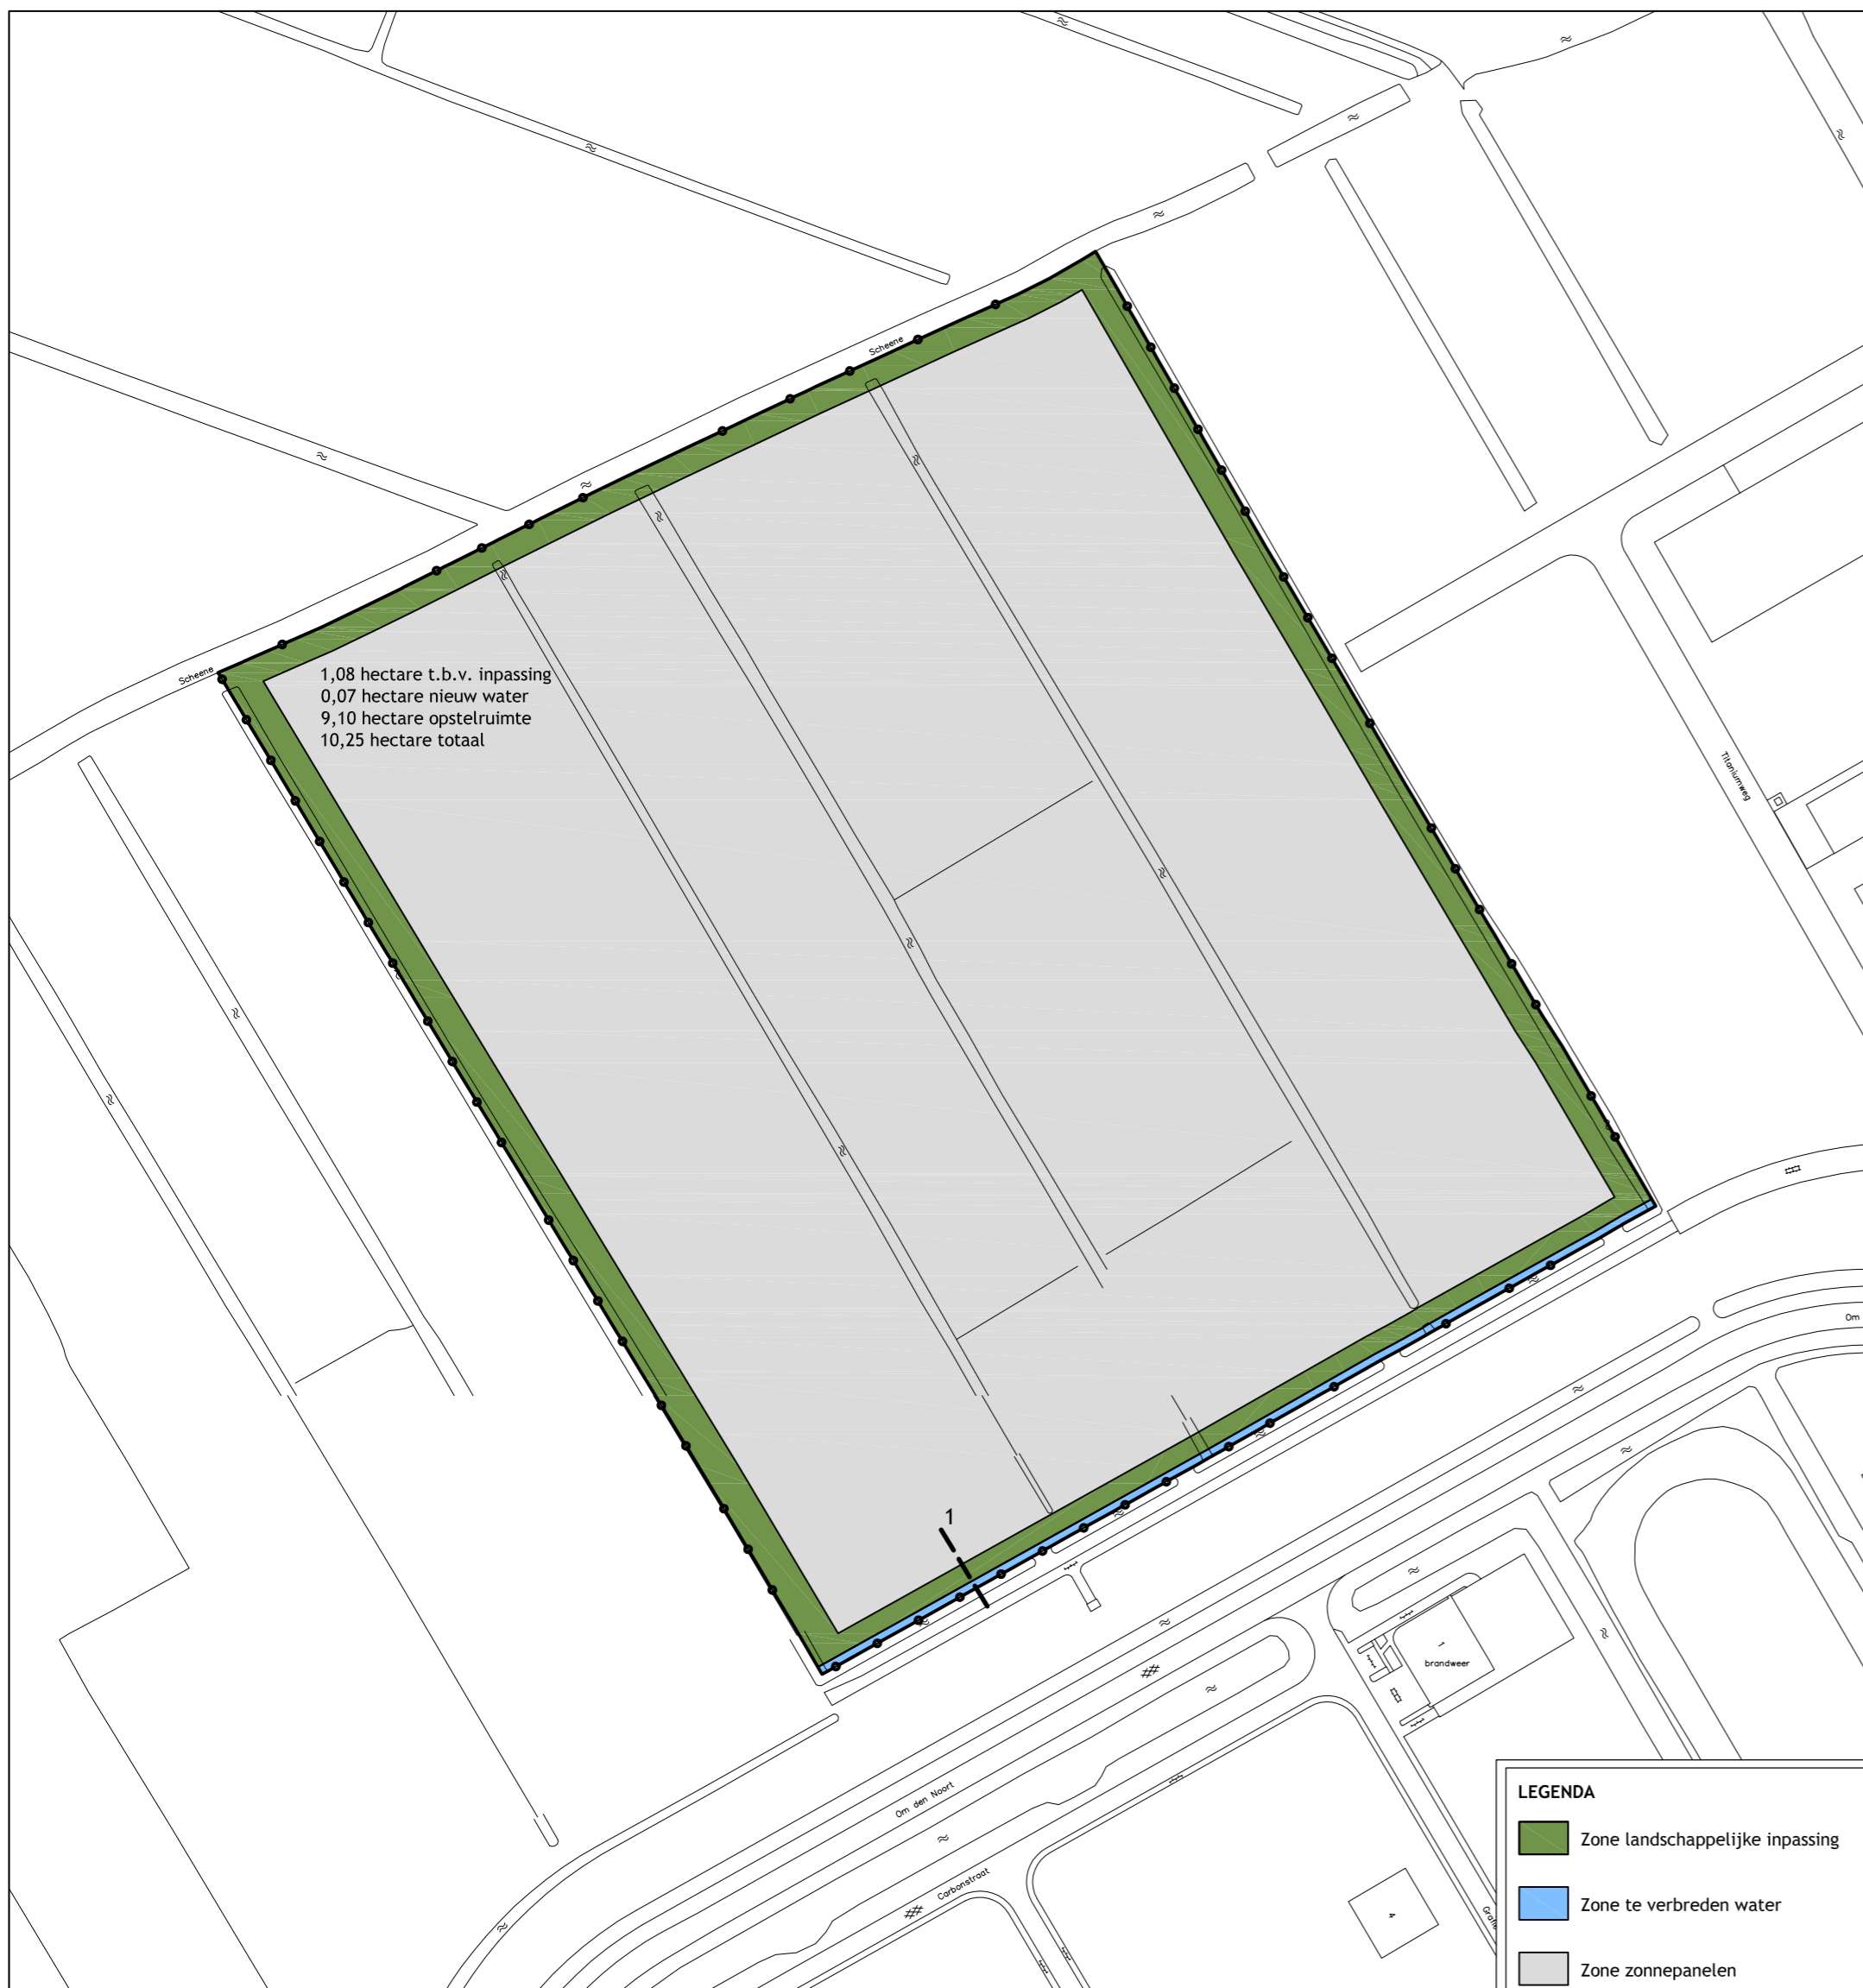 Scheene
Scheene
1,08 hectare t.b.v. inpassing
0,07 hectare nieuw water
9,10 hectare opstelruimte
10,25 hectare totaal
Titaniumweg
Om
1
1
brandweer
Om den Noort
Carbonstraat
4
LEGENDA
Zone landschappelijke inpassing
Zone te verbreden water
Zone zonnepanelen